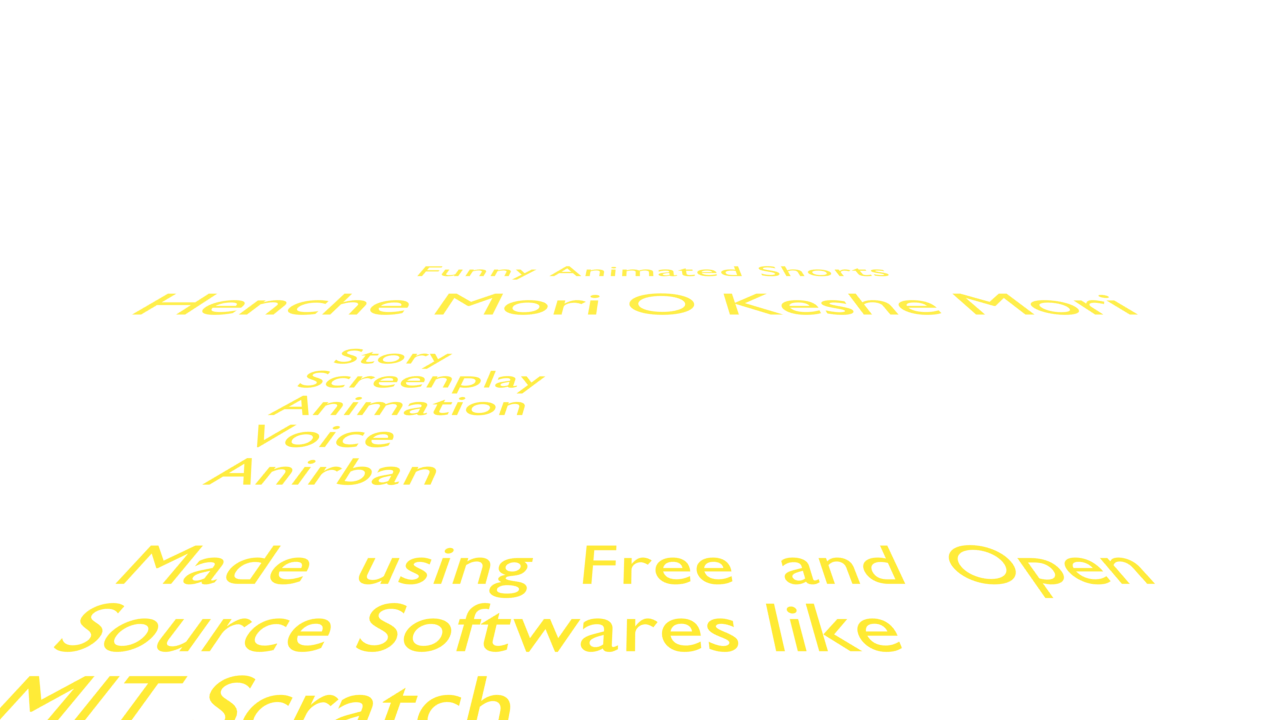 Funny Animated Shorts
Henche Mori O Keshe Mori
Story
Screenplay
Animation
Voice
Anirban
Made using Free and Open
Source Softwares like
MIT Scratch